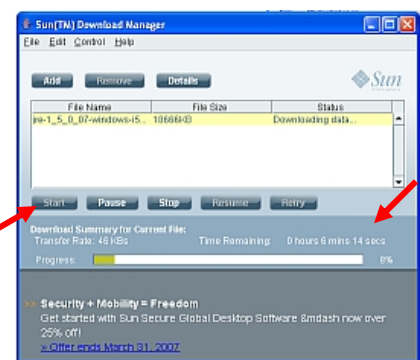 Sun(TM) Download Manager
File Edit Control Help
Add Remove Details
Sun
File Name File Size Status
jre-1_5_0_07-windows-i5... Downloading data...
Start Pause Stop Resume Retry
Download Summary for Current File:
Transfer Rate: 46 KBs Time Remaining: 0 hours 6 mins 14 secs
Progress:
>> Security + Mobility = Freedom
Get started with Sun Secure Global Desktop Software &mdash now over
25% off!
» Offer ends March 31, 2007